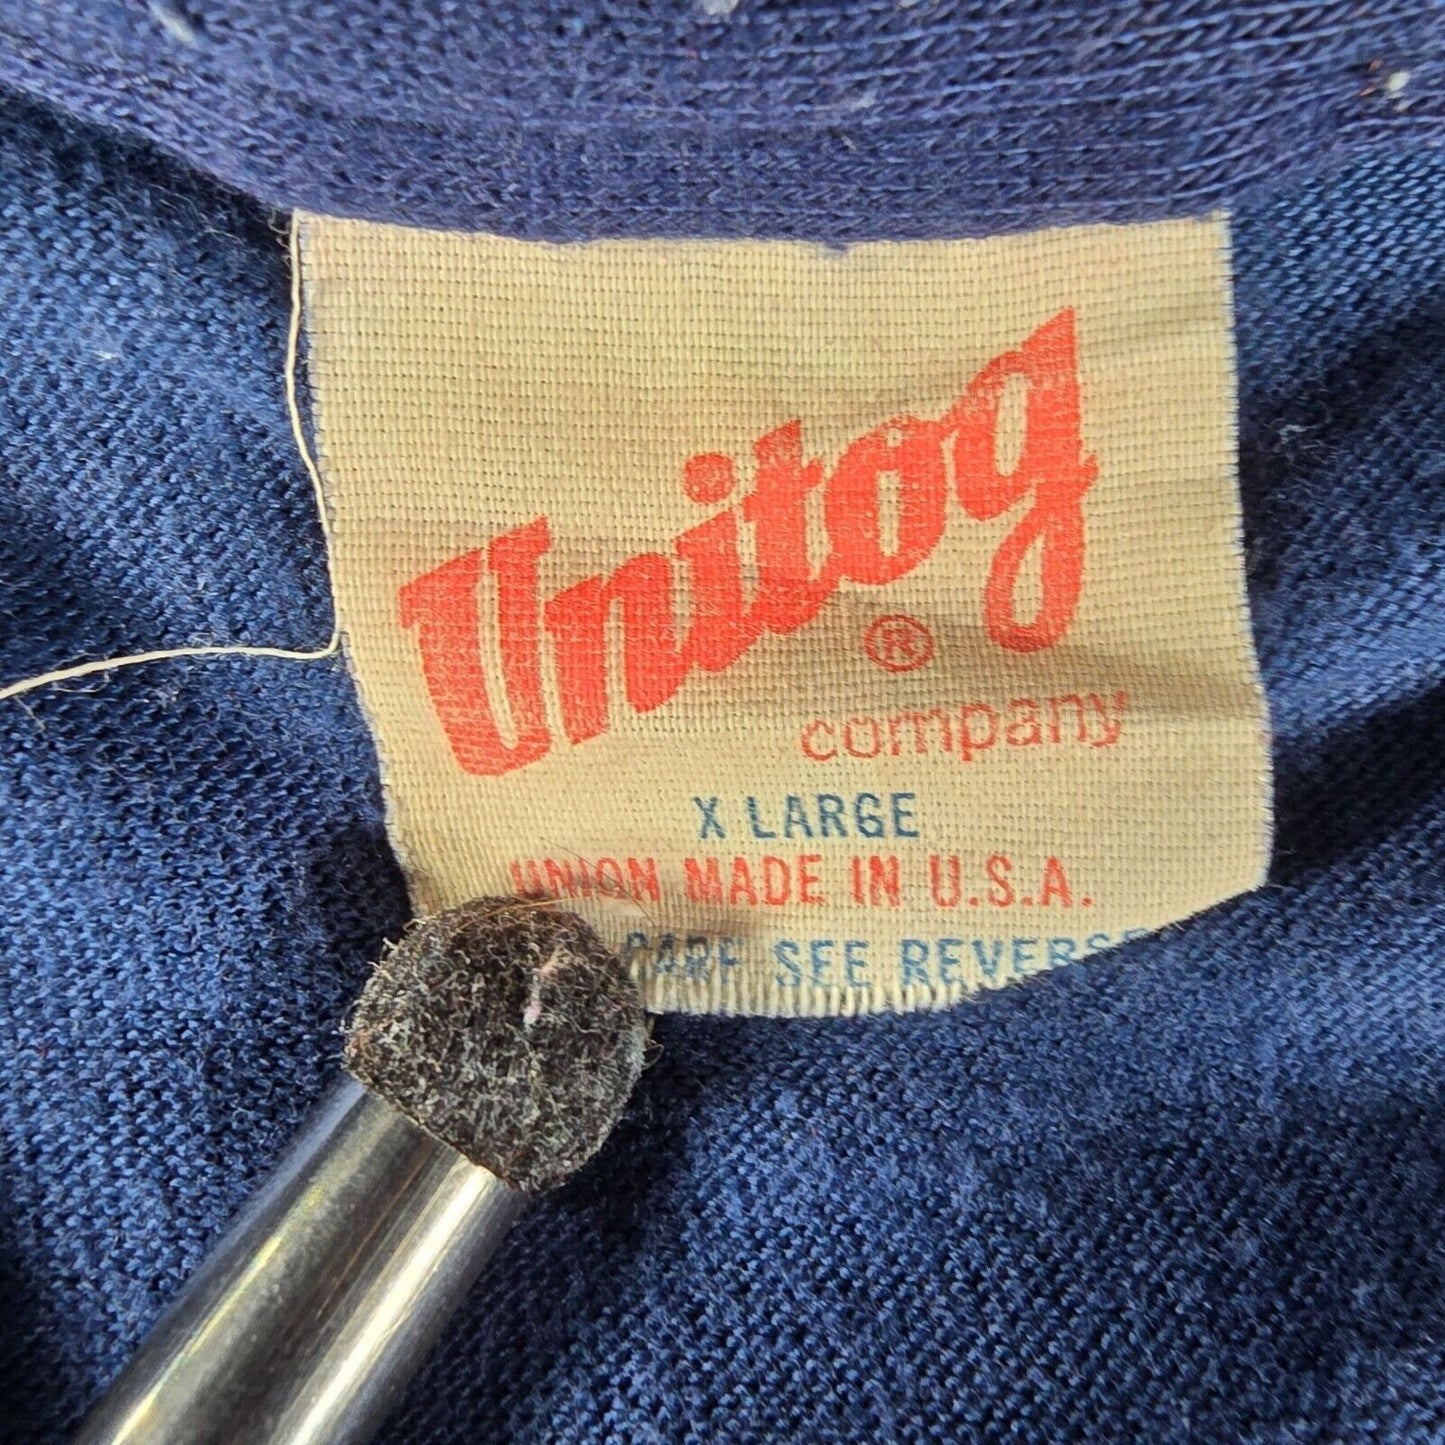 Unitog
®
company
X LARGE
UNION MADE IN U.S.A.
CARE SEE REVERSE